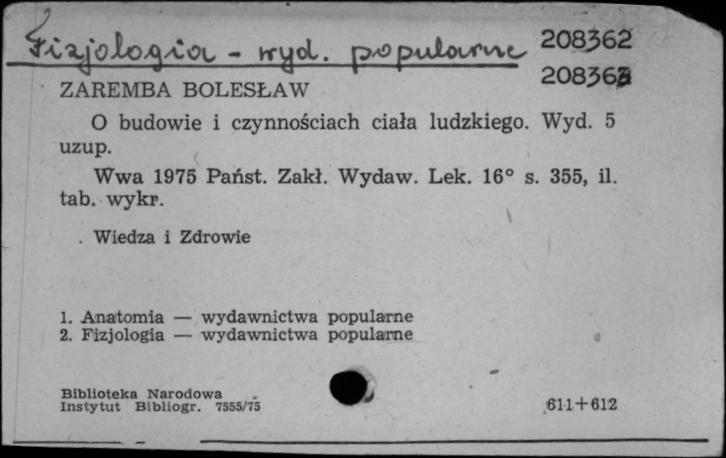 Fizjologia - wyd. popularne 208362
208363
ZAREMBA BOLESŁAW
O budowie i czynnościach ciała ludzkiego. Wyd. 5
uzup.
Wwa 1975 Państ. Zakł. Wydaw. Lek. 16° s. 355, il.
tab. wykr.
Wiedza i Zdrowie
1. Anatomia — wydawnictwa popularne
2. Fizjologia — wydawnictwa popularne
Biblioteka Narodowa
Instytut Bibliogr. 7555/75 611+612